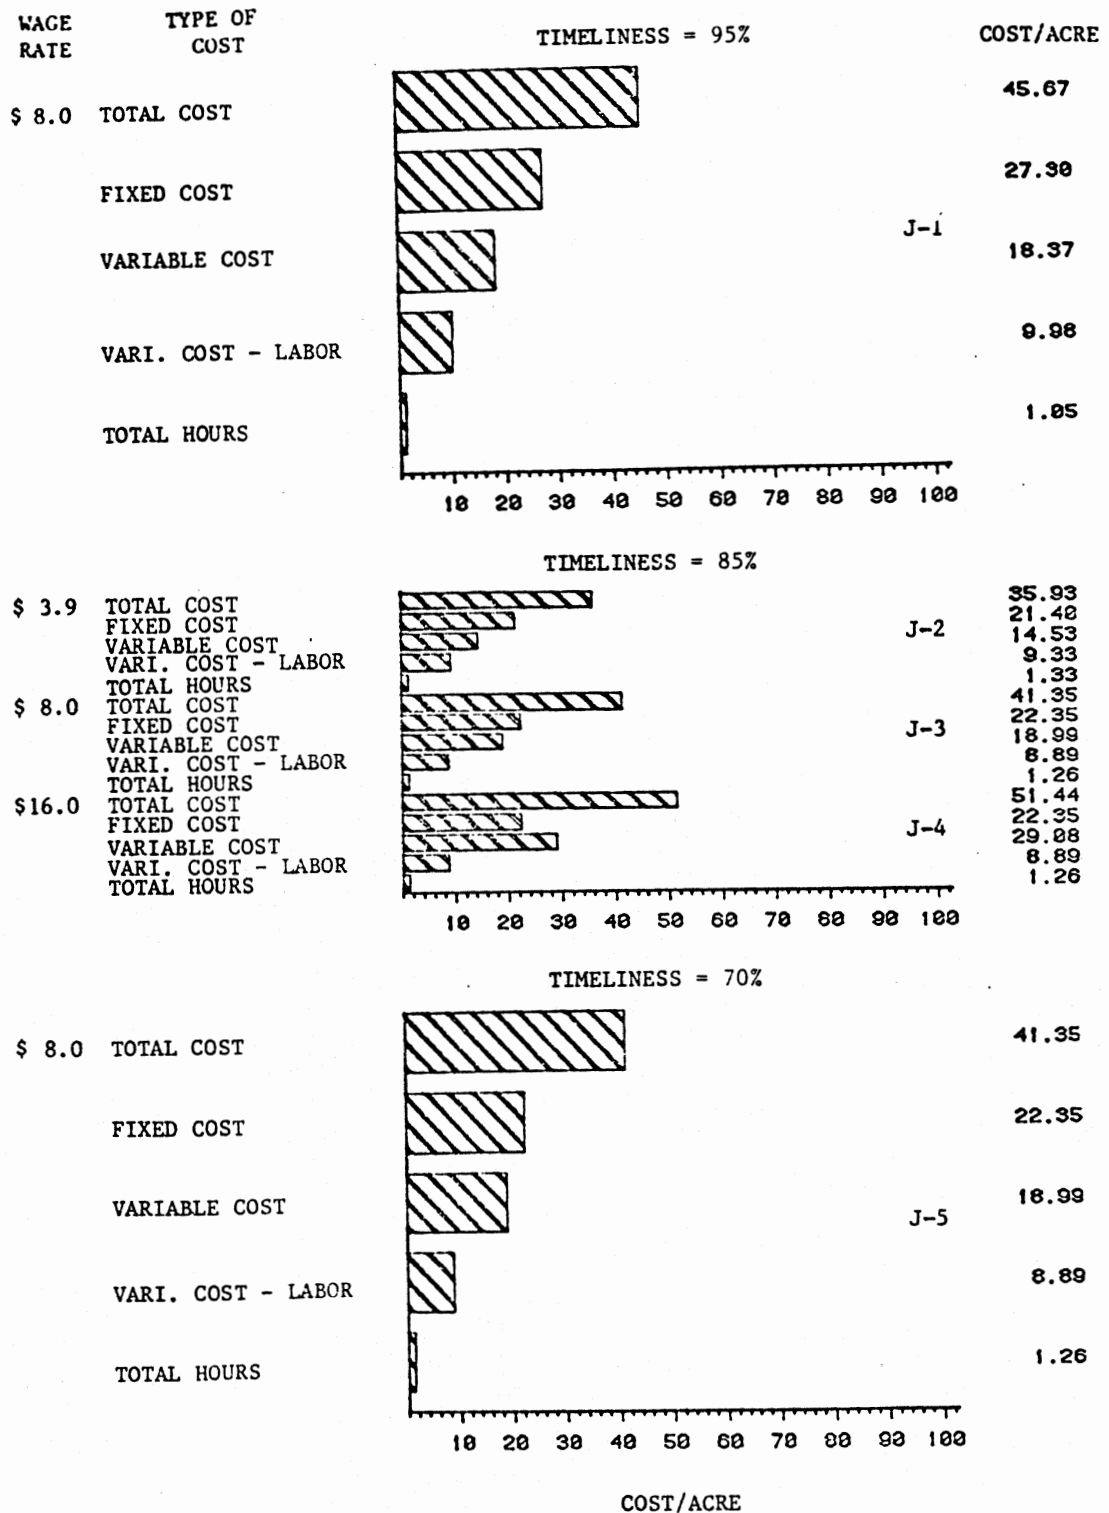 WAGE TYPE OF
RATE COST TIMELINESS = 95% COST/ACRE
$ 8.0 TOTAL COST 45.67
FIXED COST 27.30
J-1
VARIABLE COST 18.37
VARI. COST - LABOR 9.98
TOTAL HOURS 1.05
10 20 30 40 50 60 70 80 90 100
TIMELINESS = 85%
$ 3.9 TOTAL COST 35.93
FIXED COST 21.40
VARIABLE COST J-2 14.53
VARI. COST - LABOR 9.33
TOTAL HOURS 1.33
$ 8.0 TOTAL COST 41.35
FIXED COST J-3 22.35
VARIABLE COST 18.99
VARI. COST - LABOR 8.89
TOTAL HOURS 1.26
$16.0 TOTAL COST 51.44
FIXED COST J-4 22.35
VARIABLE COST 29.08
VARI. COST - LABOR 8.89
TOTAL HOURS 1.26
10 20 30 40 50 60 70 80 90 100
TIMELINESS = 70%
$ 8.0 TOTAL COST 41.35
FIXED COST 22.35
VARIABLE COST 18.99
J-5
VARI. COST - LABOR 8.89
TOTAL HOURS 1.26
10 20 30 40 50 60 70 80 90 100
COST/ACRE